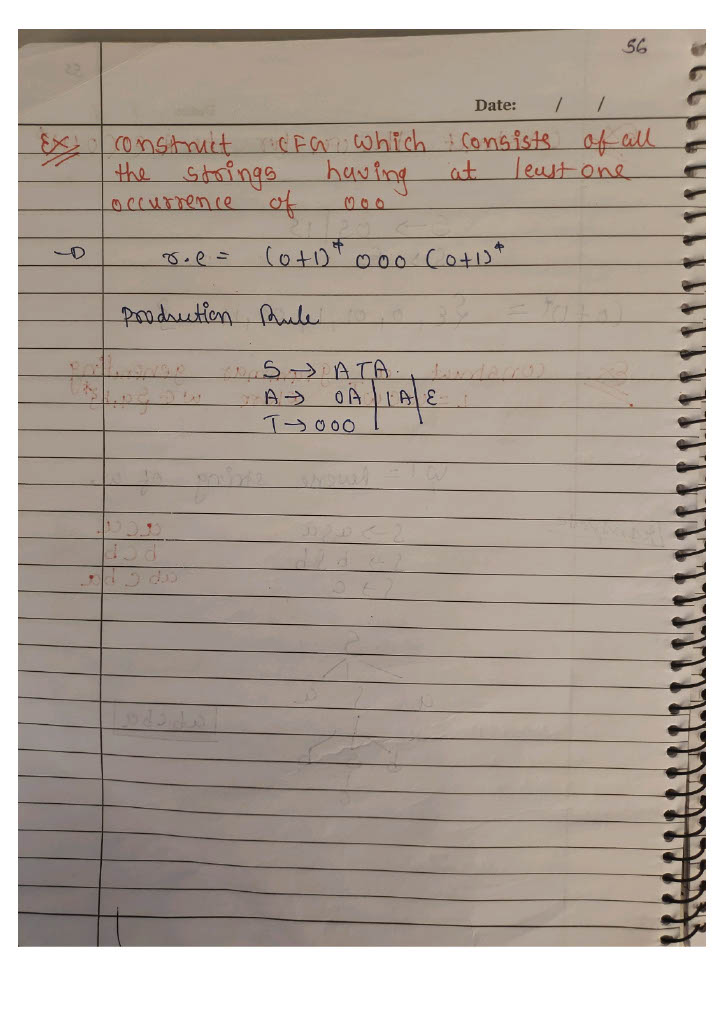 56
Date: / /
Ex construct CFG which consists of all
the strings having at least one
occurrence of 000
→ r.e = (0+1)* 000 (0+1)*
production Rule
S → ATA
A → 0A | 1A | ε
T → 000